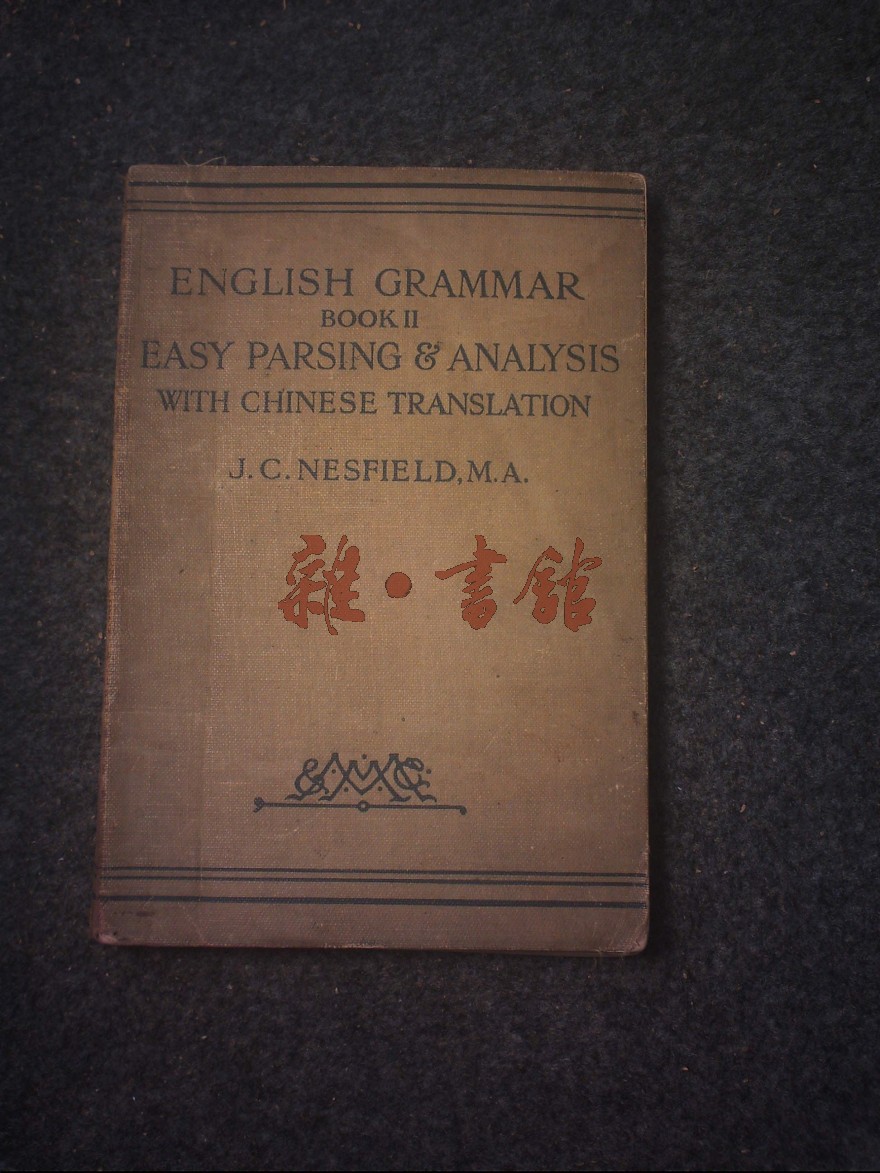 ENGLISH GRAMMAR
BOOK II
EASY PARSING & ANALYSIS
WITH CHINESE TRANSLATION
J. C. NESFIELD, M.A.
雜·書館